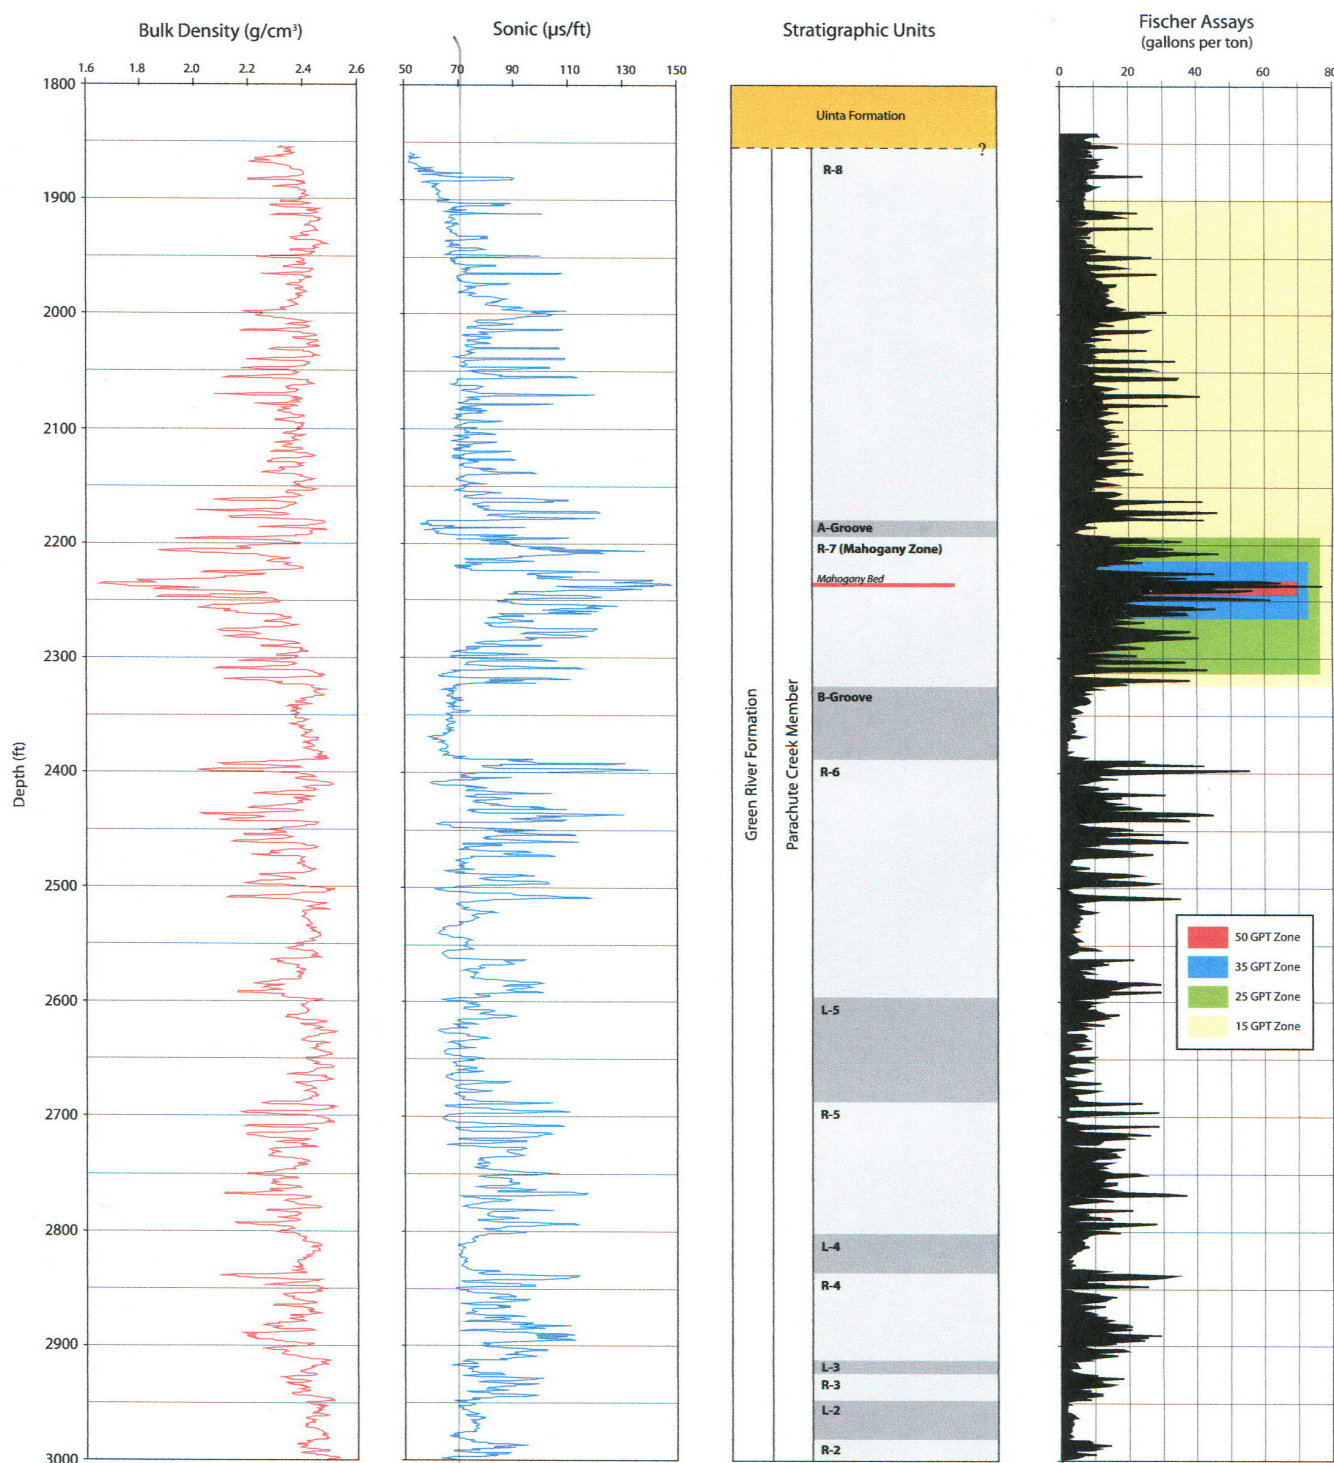 Bulk Density (g/cm³)
Sonic (µs/ft)
Stratigraphic Units
Fischer Assays
(gallons per ton)
1.6 1.8 2.0 2.2 2.4 2.6
50 70 90 110 130 150
0 20 40 60 80
1800
1900
2000
2100
2200
2300
2400
2500
2600
2700
2800
2900
3000
Depth (ft)
Uinta Formation
?
Green River Formation
Parachute Creek Member
R-8
A-Groove
R-7 (Mahogany Zone)
Mahogany Bed
B-Groove
R-6
L-5
R-5
L-4
R-4
L-3
R-3
L-2
R-2
50 GPT Zone
35 GPT Zone
25 GPT Zone
15 GPT Zone